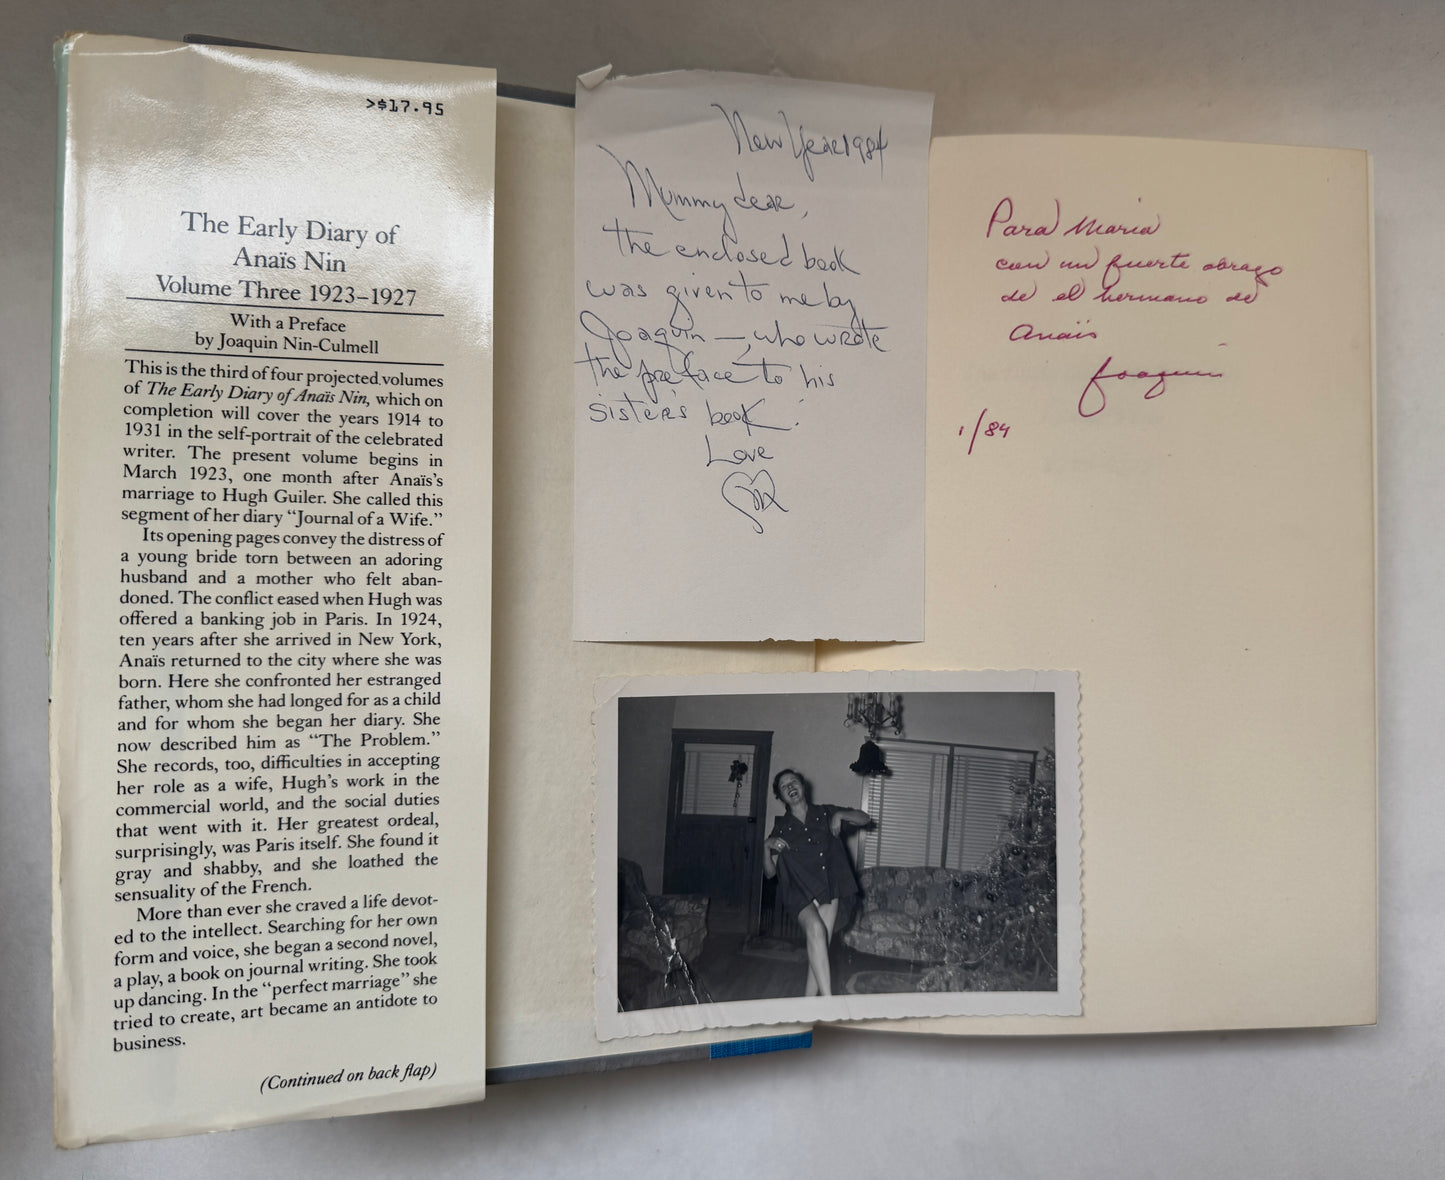 >$17.95
The Early Diary of
Anaïs Nin
Volume Three 1923–1927
With a Preface
by Joaquin Nin-Culmell
This is the third of four projected volumes
of The Early Diary of Anaïs Nin, which on
completion will cover the years 1914 to
1931 in the self-portrait of the celebrated
writer. The present volume begins in
March 1923, one month after Anaïs's
marriage to Hugh Guiler. She called this
segment of her diary “Journal of a Wife.”
Its opening pages convey the distress of
a young bride torn between an adoring
husband and a mother who felt aban-
doned. The conflict eased when Hugh was
offered a banking job in Paris. In 1924,
ten years after she arrived in New York,
Anaïs returned to the city where she was
born. Here she confronted her estranged
father, whom she had longed for as a child
and for whom she began her diary. She
now described him as “The Problem.”
She records, too, difficulties in accepting
her role as a wife, Hugh's work in the
commercial world, and the social duties
that went with it. Her greatest ordeal,
surprisingly, was Paris itself. She found it
gray and shabby, and she loathed the
sensuality of the French.
More than ever she craved a life devot-
ed to the intellect. Searching for her own
form and voice, she began a second novel,
a play, a book on journal writing. She took
up dancing. In the “perfect marriage” she
tried to create, art became an antidote to
business.
(Continued on back flap)
New Year 1984
Mummy dear,
the enclosed book
was given to me by
Joaquin —, who wrote
the preface to his
sister's book.
Love
Para Maria
con un fuerte abrazo
de el hermano de
Anaïs
Joaquin
1/84